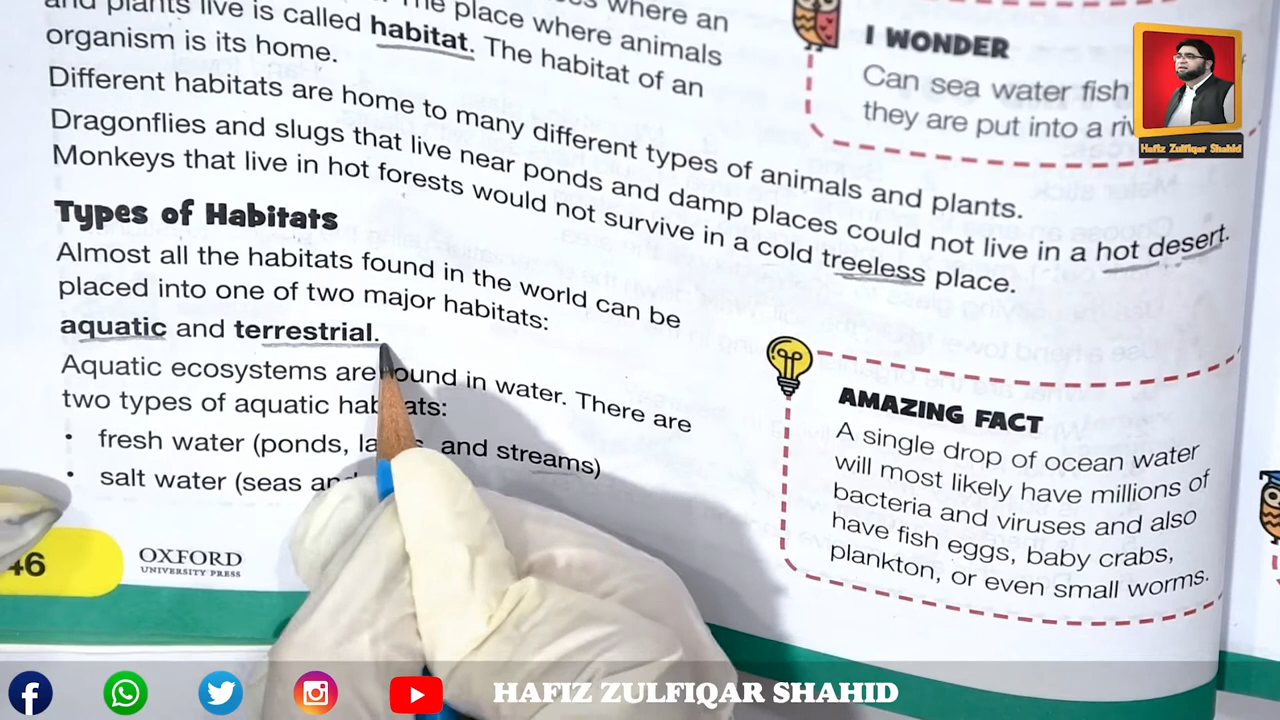 and plants live is called habitat. The place where animals
where an
organism is its home. The habitat of an
Different habitats are home to many different types of animals and plants.
Dragonflies and slugs that live near ponds and damp places could not live in a hot desert.
Monkeys that live in hot forests would not survive in a cold treeless place.
Types of Habitats
Almost all the habitats found in the world can be
placed into one of two major habitats:
aquatic and terrestrial.
Aquatic ecosystems are found in water. There are
two types of aquatic habitats:
• fresh water (ponds, and streams)
• salt water (seas
46
OXFORD
UNIVERSITY PRESS
I WONDER
Can sea water fish
they are put into a
AMAZING FACT
A single drop of ocean water
will most likely have millions of
bacteria and viruses and also
have fish eggs, baby crabs,
plankton, or even small worms.
Hafiz Zulfiqar Shahid
HAFIZ ZULFIQAR SHAHID